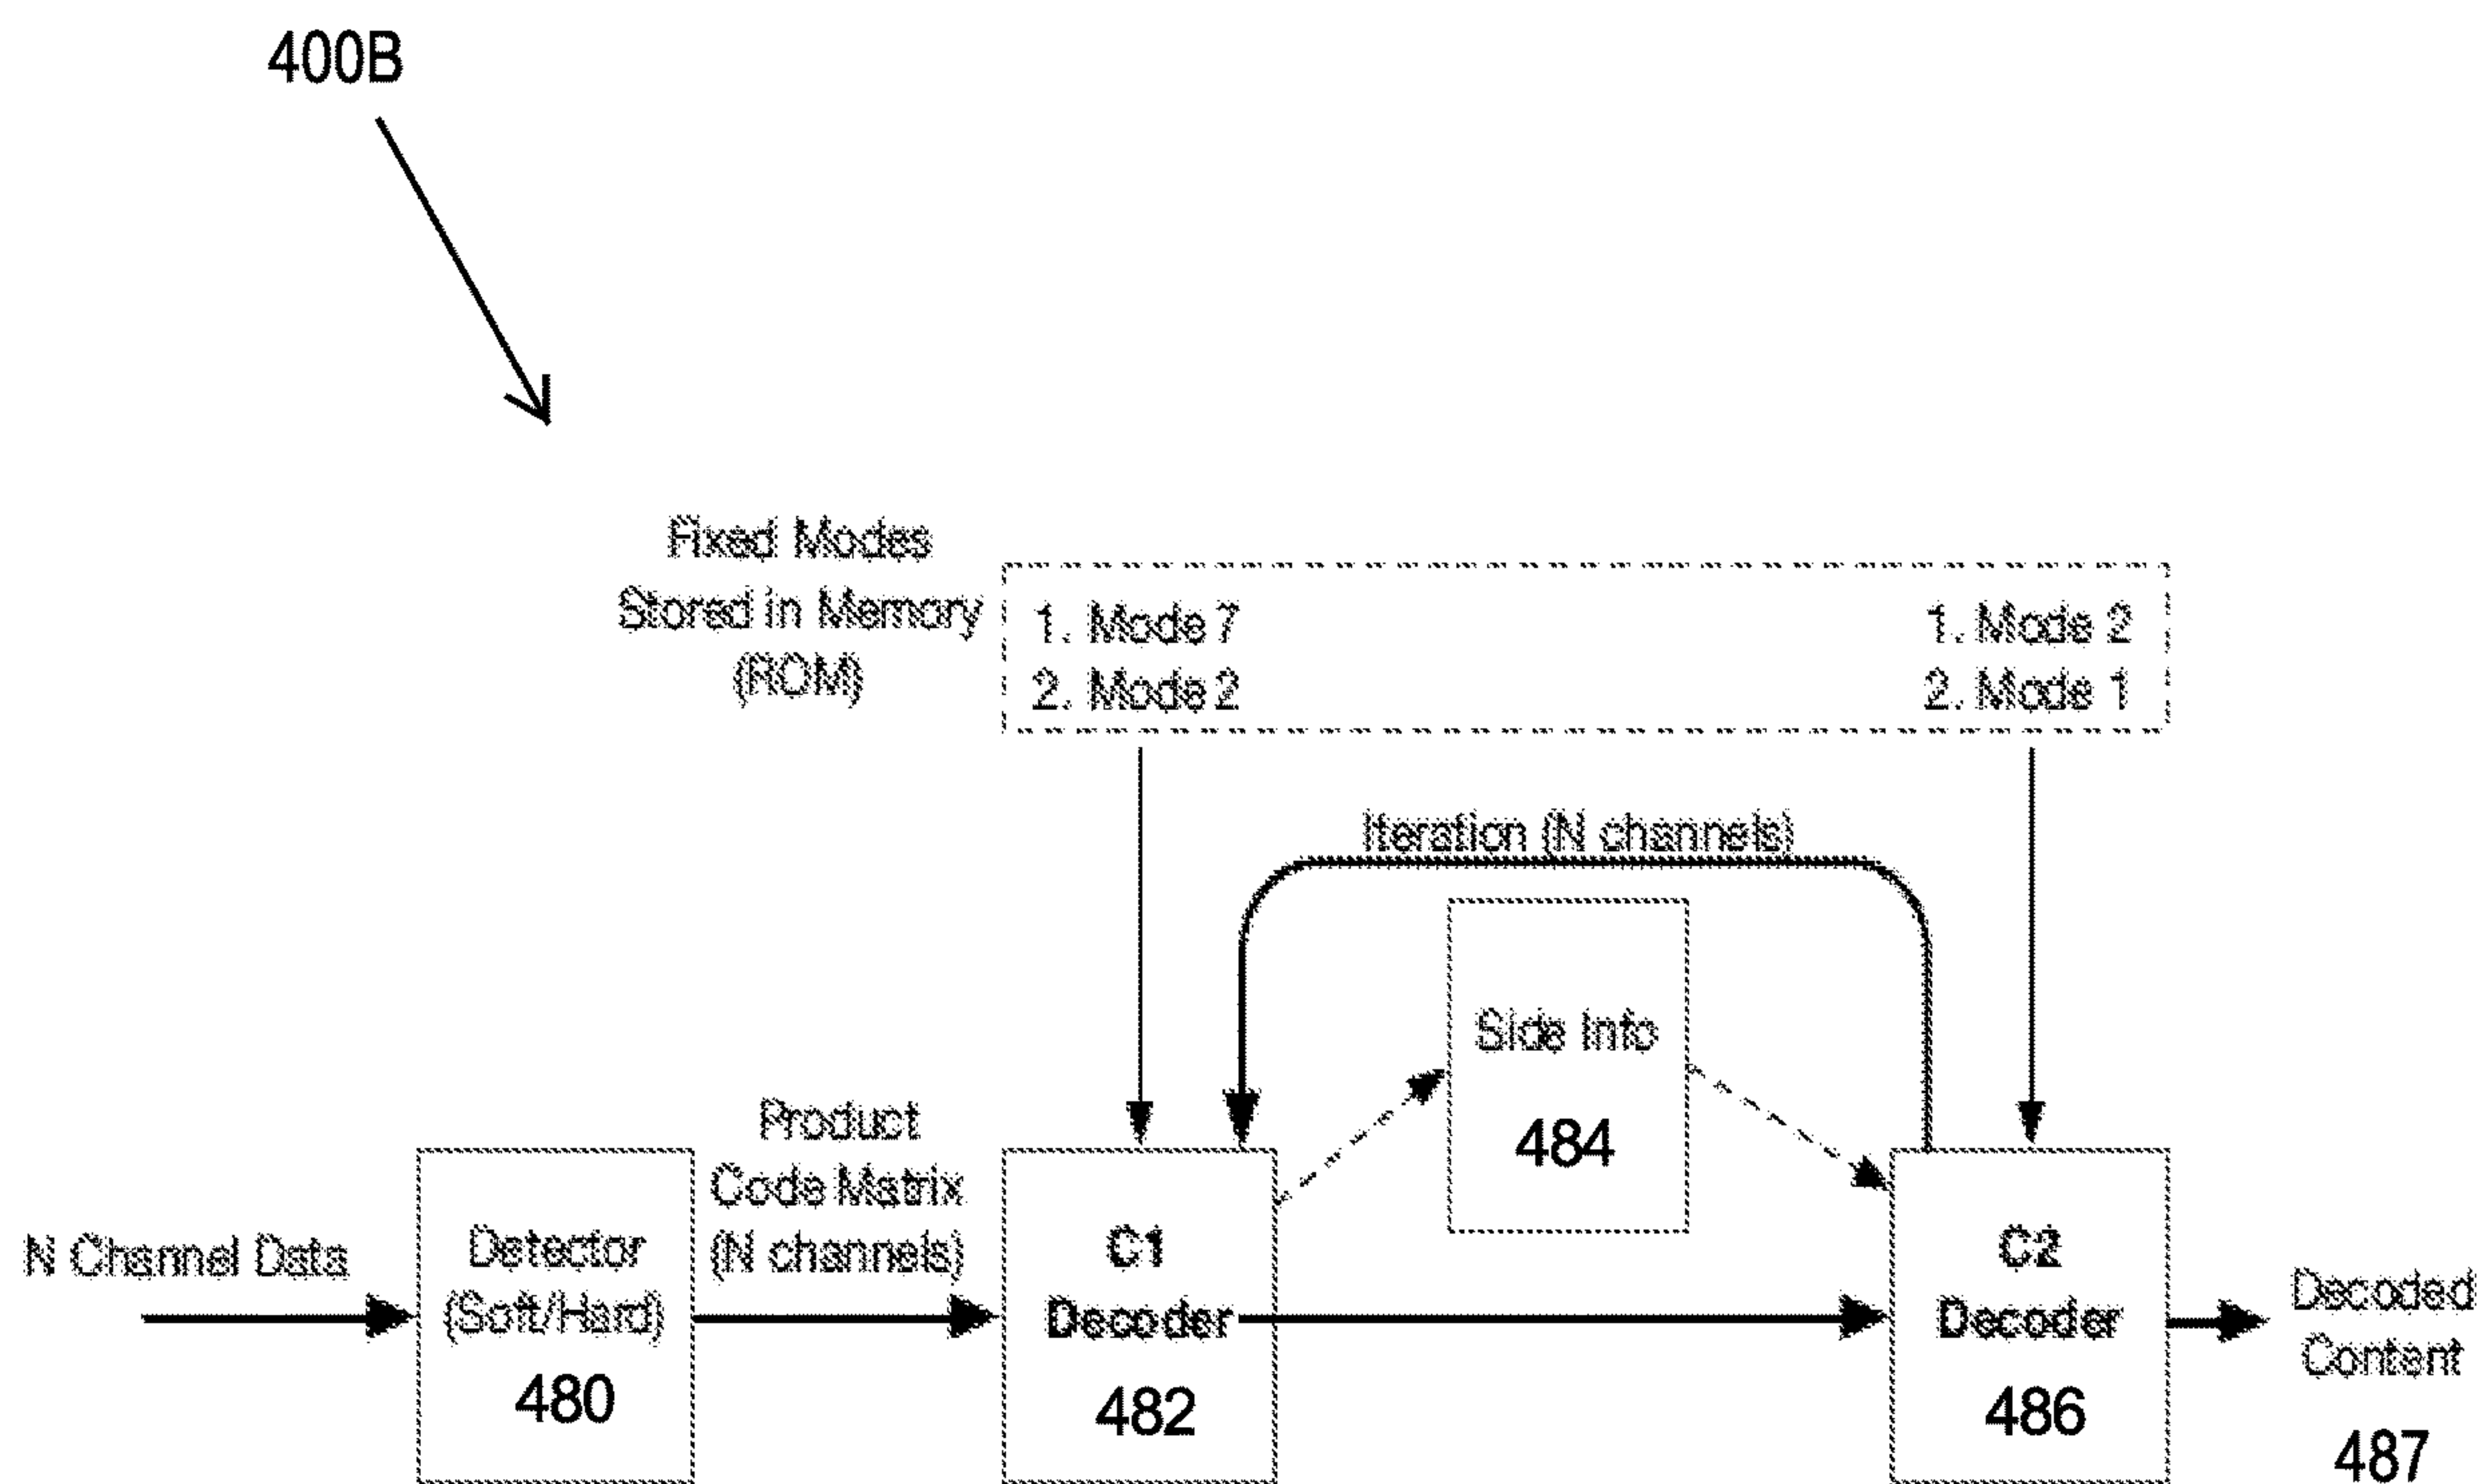 400B
Fixed Modes
Stored in Memory
(ROM)
1. Mode 7
2. Mode 2
1. Mode 2
2. Mode 1
Iteration (N channels)
Side Info
484
Product
Code Matrix
(N channels)
N Channel Data
Detector
(Soft/Hard)
480
C1
Decoder
482
C2
Decoder
486
Decoded
Content
487